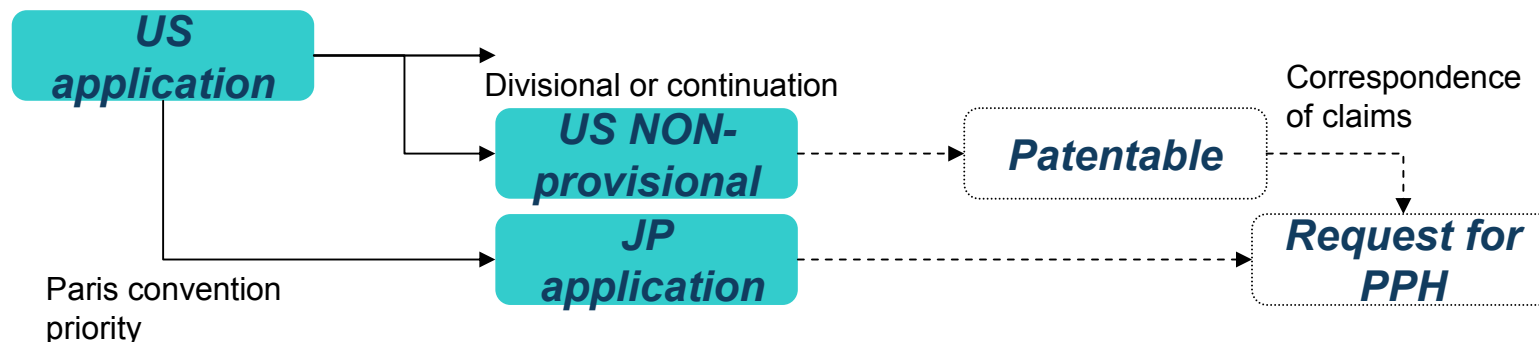 US
application
Divisional or continuation
US NON-
provisional
Patentable
Correspondence
of claims
JP
application
Request for
PPH
Paris convention
priority